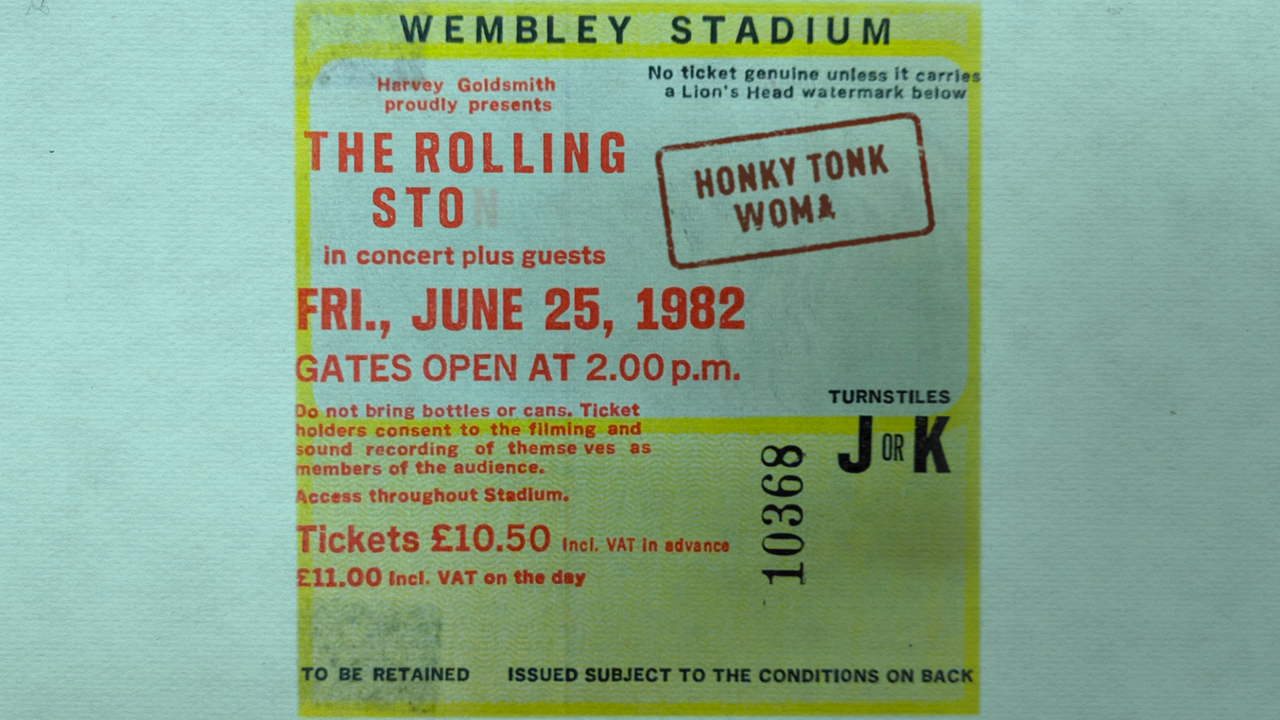 WEMBLEY STADIUM
Harvey Goldsmith
proudly presents
No ticket genuine unless it carries
a Lion's Head watermark below
THE ROLLING
STON
in concert plus guests
HONKY TONK
WOMA
FRI., JUNE 25, 1982
GATES OPEN AT 2.00 p.m.
Do not bring bottles or cans. Ticket
holders consent to the filming and
sound recording of themse ves as
members of the audience.
Access throughout Stadium.
TURNSTILES
J OR K
10368
Tickets £10.50 Incl. VAT in advance
£11.00 Incl. VAT on the day
TO BE RETAINED ISSUED SUBJECT TO THE CONDITIONS ON BACK